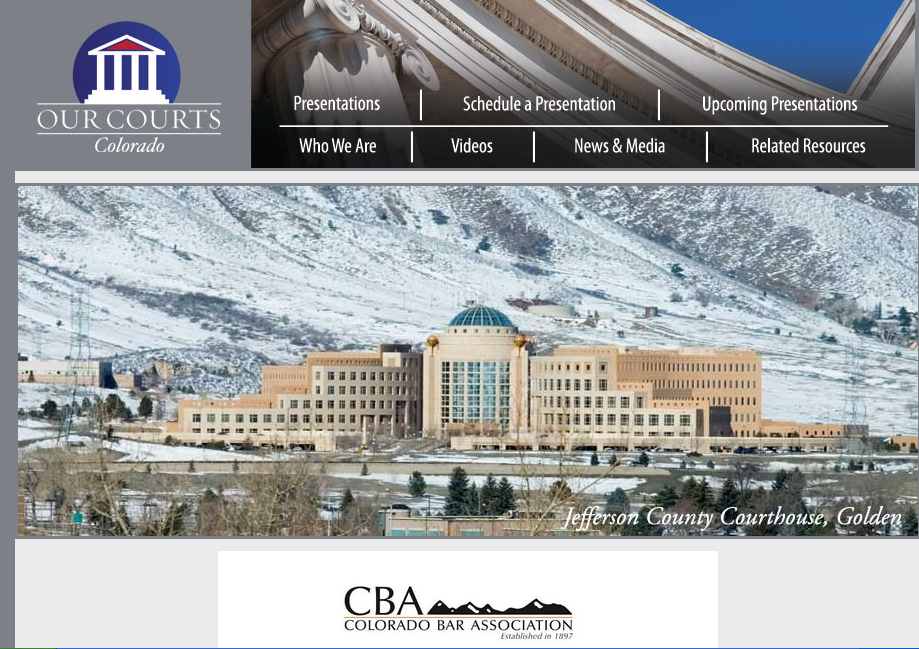 OUR COURTS
Colorado
Presentations
Schedule a Presentation
Upcoming Presentations
Who We Are
Videos
News & Media
Related Resources
Jefferson County Courthouse, Golden
CBA
COLORADO BAR ASSOCIATION
Established in 1897